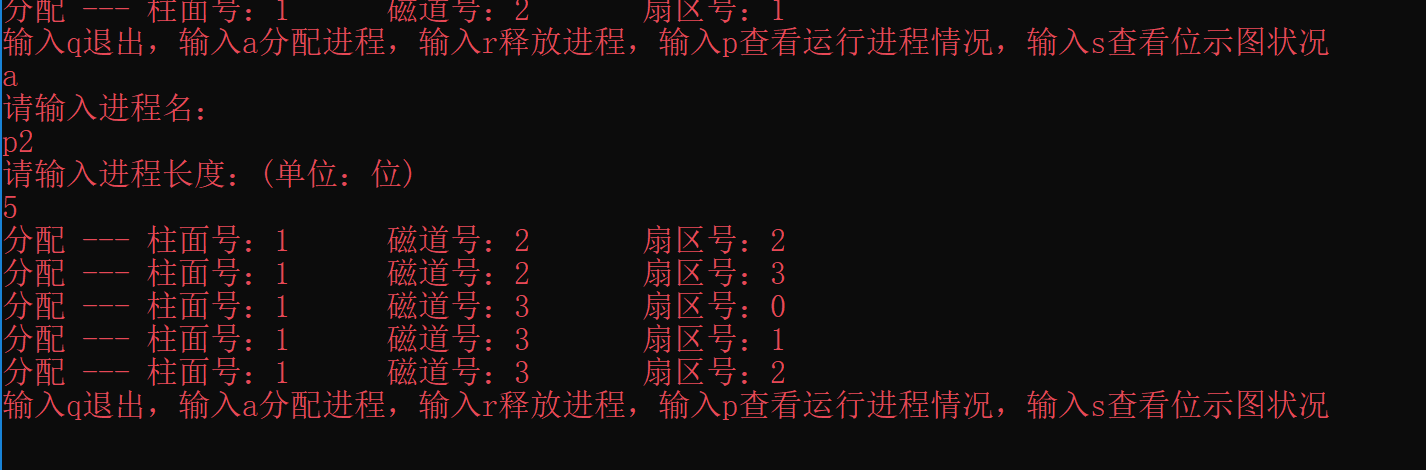 分配 --- 柱面号：1 磁道号：2 扇区号：1
输入q退出，输入a分配进程，输入r释放进程，输入p查看运行进程情况，输入s查看位示图状况
a
请输入进程名：
p2
请输入进程长度：(单位：位)
5
分配 --- 柱面号：1 磁道号：2 扇区号：2
分配 --- 柱面号：1 磁道号：2 扇区号：3
分配 --- 柱面号：1 磁道号：3 扇区号：0
分配 --- 柱面号：1 磁道号：3 扇区号：1
分配 --- 柱面号：1 磁道号：3 扇区号：2
输入q退出，输入a分配进程，输入r释放进程，输入p查看运行进程情况，输入s查看位示图状况